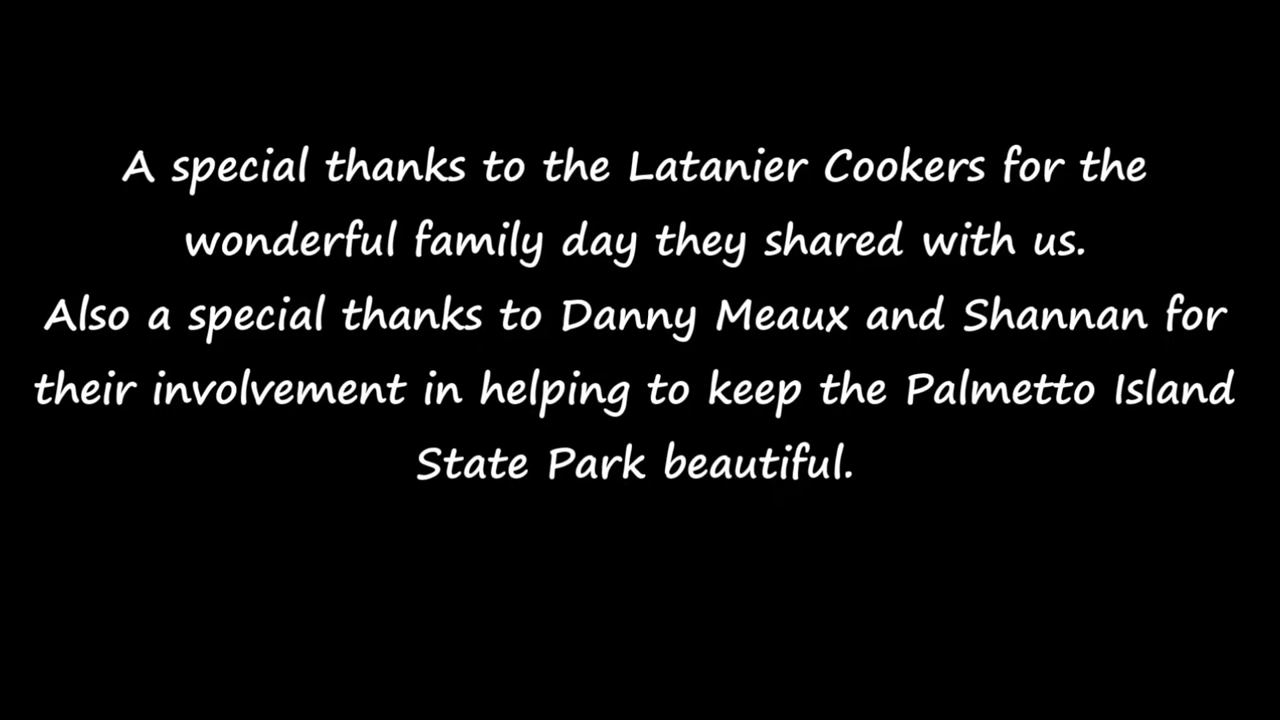 A special thanks to the Latanier Cookers for the
wonderful family day they shared with us.
Also a special thanks to Danny Meaux and Shannan for
their involvement in helping to keep the Palmetto Island
State Park beautiful.